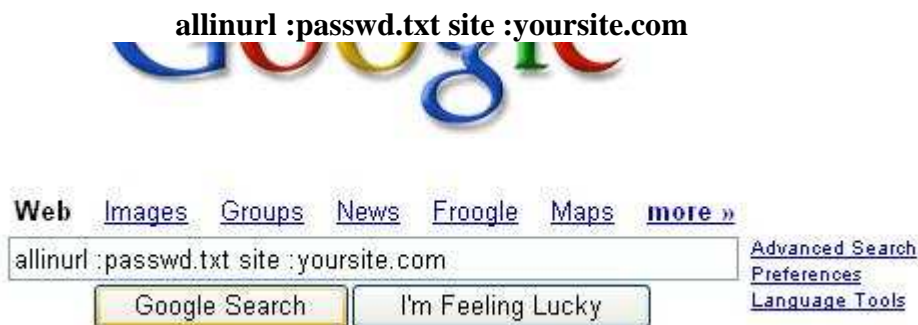 allinurl :passwd.txt site :yoursite.com
Google
Web Images Groups News Froogle Maps more »
allinurl :passwd.txt site :yoursite.com
Advanced Search
Preferences
Language Tools
Google Search I'm Feeling Lucky